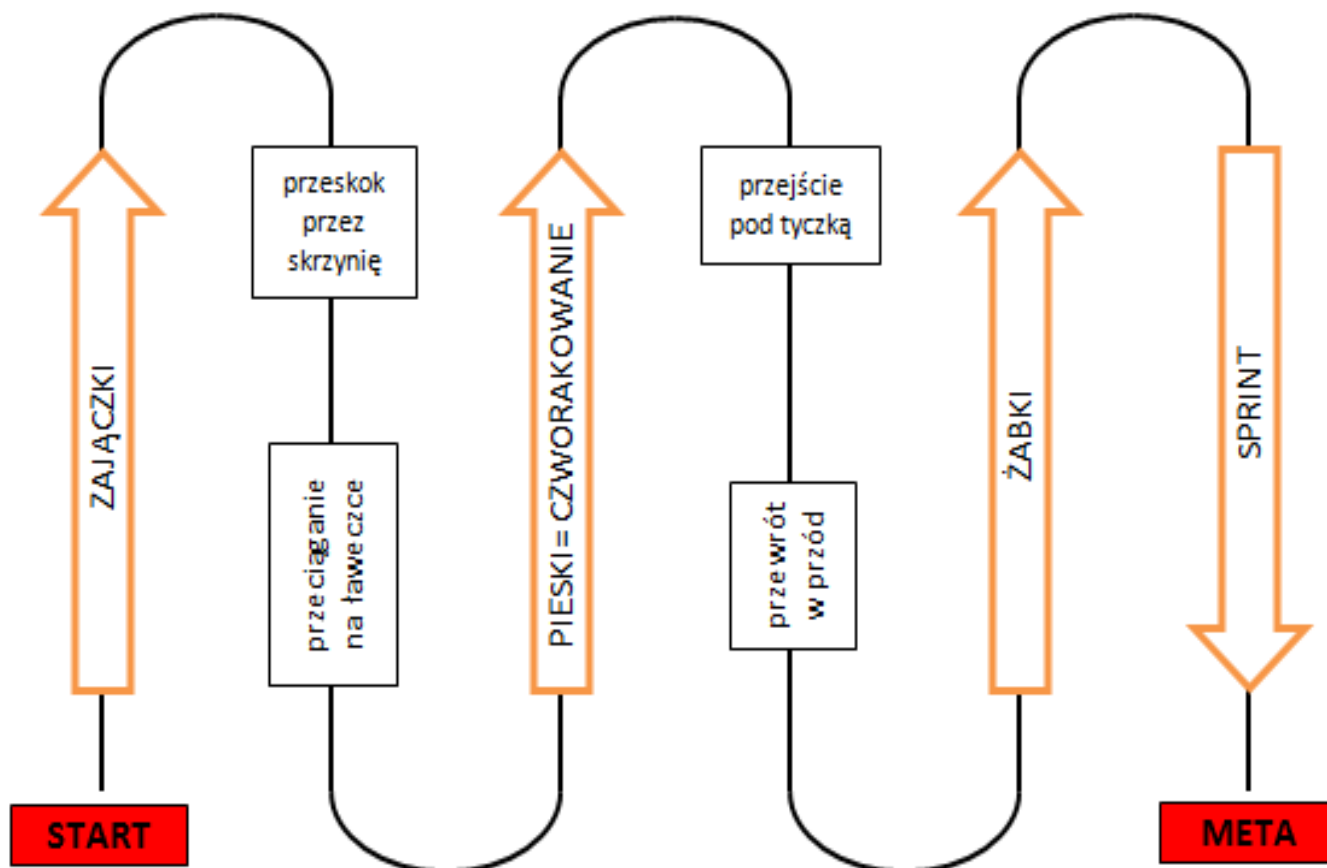 ZAJĄCZKI
przeskok
przez
skrzynię
przeciąganie
na ławeczce
PIESKI = CZWORAKOWANIE
przejście
pod tyczką
przewrót
w przód
ŻABKI
SPRINT
START
META